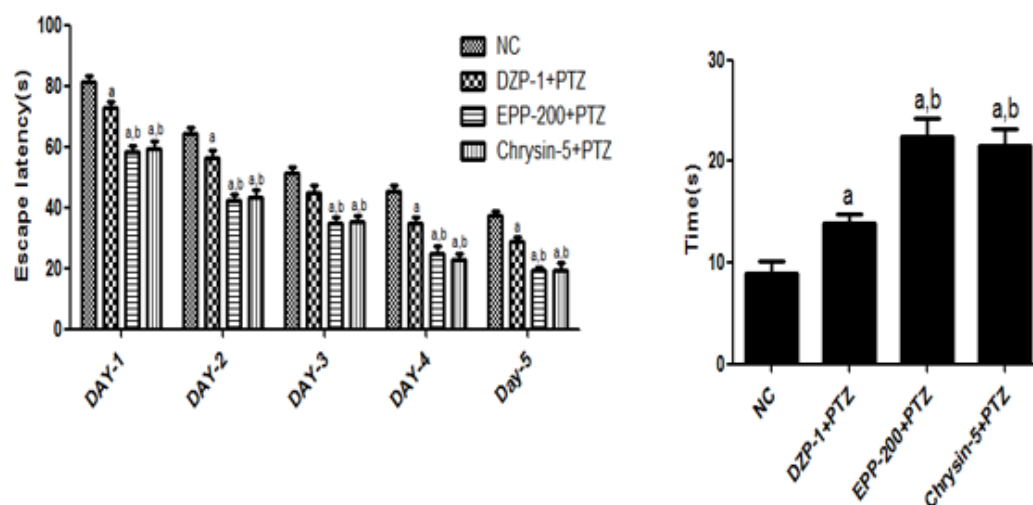 100
80
60
40
20
0
Escape latency(s)
a
a,b a,b
a
a,b a,b
a,b a,b
a
a,b
a,b
a
a,b a,b
NC
DZP-1+PTZ
EPP-200+PTZ
Chrysin-5+PTZ
DAY-1
DAY-2
DAY-3
DAY-4
Day-5
30
20
10
0
Time(s)
a
a,b
a,b
NC
DZP-1+PTZ
EPP-200+PTZ
Chrysin-5+PTZ